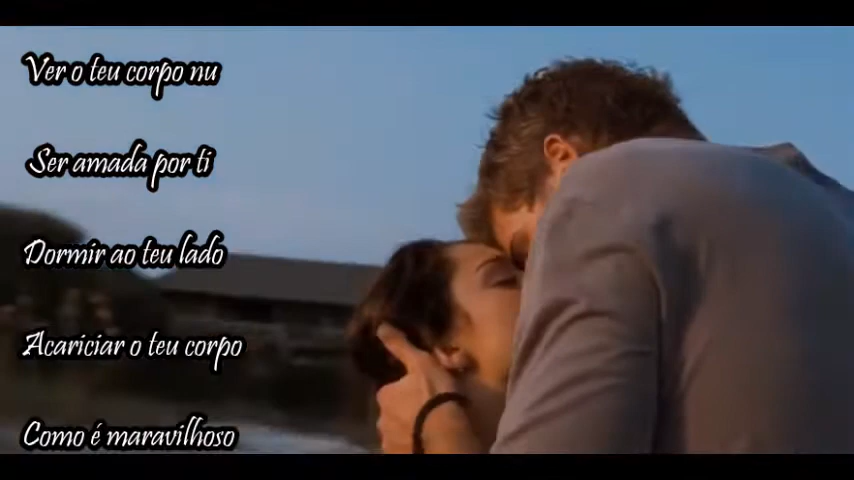 Ver o teu corpo nu
Ser amada por ti
Dormir ao teu lado
Acariciar o teu corpo
Como é maravilhoso